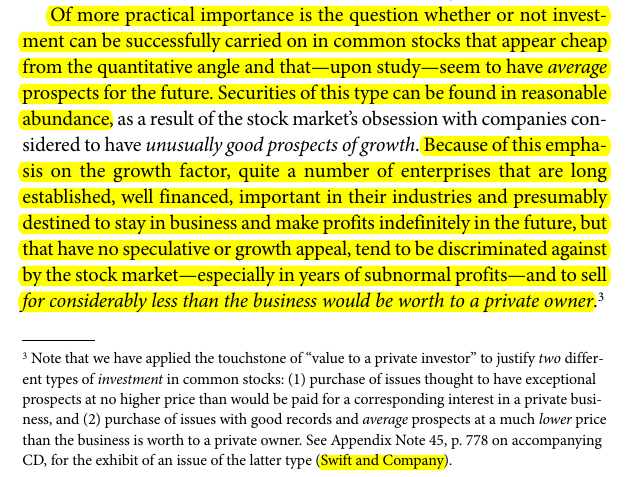 Of more practical importance is the question whether or not invest-
ment can be successfully carried on in common stocks that appear cheap
from the quantitative angle and that—upon study—seem to have average
prospects for the future. Securities of this type can be found in reasonable
abundance, as a result of the stock market's obsession with companies con-
sidered to have unusually good prospects of growth. Because of this empha-
sis on the growth factor, quite a number of enterprises that are long
established, well financed, important in their industries and presumably
destined to stay in business and make profits indefinitely in the future, but
that have no speculative or growth appeal, tend to be discriminated against
by the stock market—especially in years of subnormal profits—and to sell
for considerably less than the business would be worth to a private owner.³
³ Note that we have applied the touchstone of “value to a private investor” to justify two differ-
ent types of investment in common stocks: (1) purchase of issues thought to have exceptional
prospects at no higher price than would be paid for a corresponding interest in a private busi-
ness, and (2) purchase of issues with good records and average prospects at a much lower price
than the business is worth to a private owner. See Appendix Note 45, p. 778 on accompanying
CD, for the exhibit of an issue of the latter type (Swift and Company).